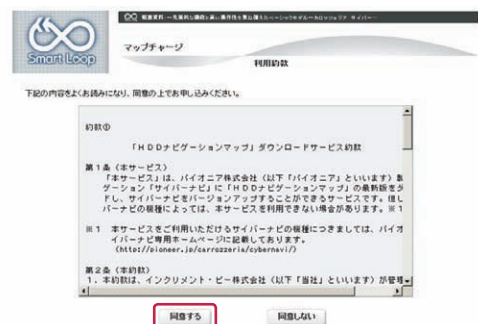 Smart Loop
マップチャージ
利用約款
下記の内容をよくお読みになり、同意の上でお申し込みください。
約款①
「HDDナビゲーションマップ」ダウンロードサービス約款
第1条（本サービス）
「本サービス」は、パイオニア株式会社（以下「パイオニア」といいます）製
ゲーション「サイバーナビ」に「HDDナビゲーションマップ」の最新版をダ
ドし、サイバーナビをバージョンアップすることができるサービスです。但し
バーナビの機種によっては、本サービスを利用できない場合があります。※1
※1 本サービスをご利用いただけるサイバーナビの機種につきましては、パイオ
イバーナビ専用ホームページに記載しております。
(http://pioneer.jp/carrozzeria/cybernavi/)
第2条（本約款）
1．本約款は、インクリメント・ピー株式会社（以下「当社」といいます）が管理
同意する
同意しない